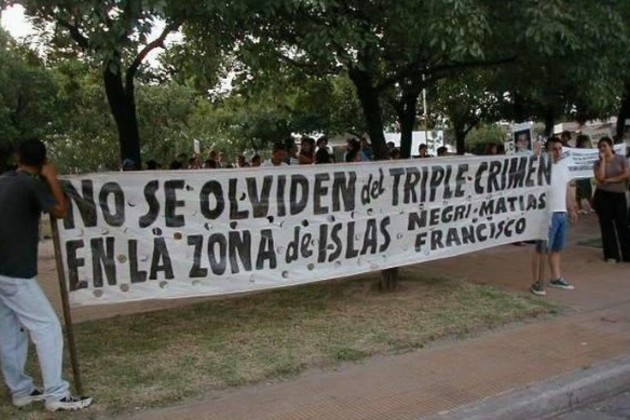 NO SE OLVIDEN del TRIPLE-CRIMEN
EN LA ZONA de ISLAS NEGRI-MATIAS
FRANCISCO